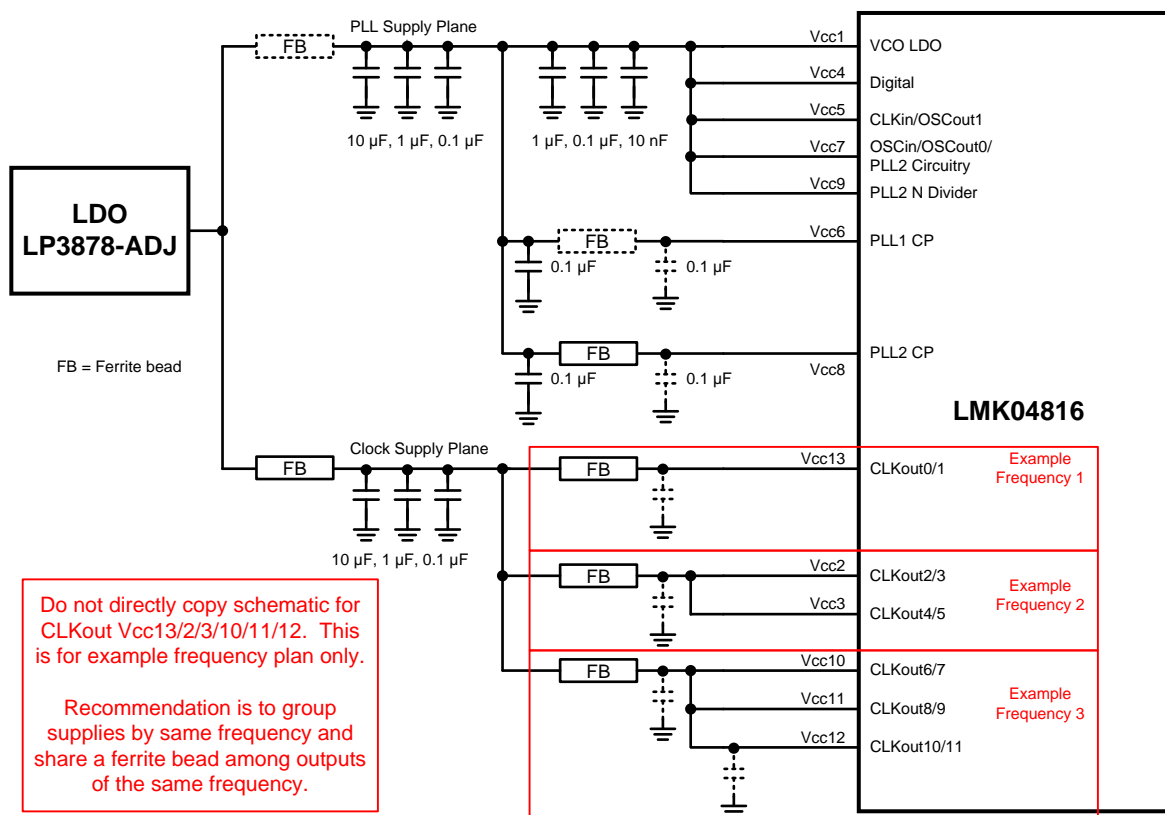 PLL Supply Plane
FB
10 µF, 1 µF, 0.1 µF
1 µF, 0.1 µF, 10 nF
Vcc1
VCO LDO
Vcc4
Digital
Vcc5
CLKin/OSCout1
Vcc7
OSCin/OSCout0/
PLL2 Circuitry
Vcc9
PLL2 N Divider
LDO
LP3878-ADJ
FB
0.1 µF
0.1 µF
Vcc6
PLL1 CP
FB = Ferrite bead
FB
0.1 µF
0.1 µF
Vcc8
PLL2 CP
LMK04816
Clock Supply Plane
FB
10 µF, 1 µF, 0.1 µF
FB
Vcc13
CLKout0/1
Example
Frequency 1
FB
Vcc2
CLKout2/3
Vcc3
CLKout4/5
Example
Frequency 2
FB
Vcc10
CLKout6/7
Vcc11
CLKout8/9
Vcc12
CLKout10/11
Example
Frequency 3
Do not directly copy schematic for
CLKout Vcc13/2/3/10/11/12. This
is for example frequency plan only.
Recommendation is to group
supplies by same frequency and
share a ferrite bead among outputs
of the same frequency.